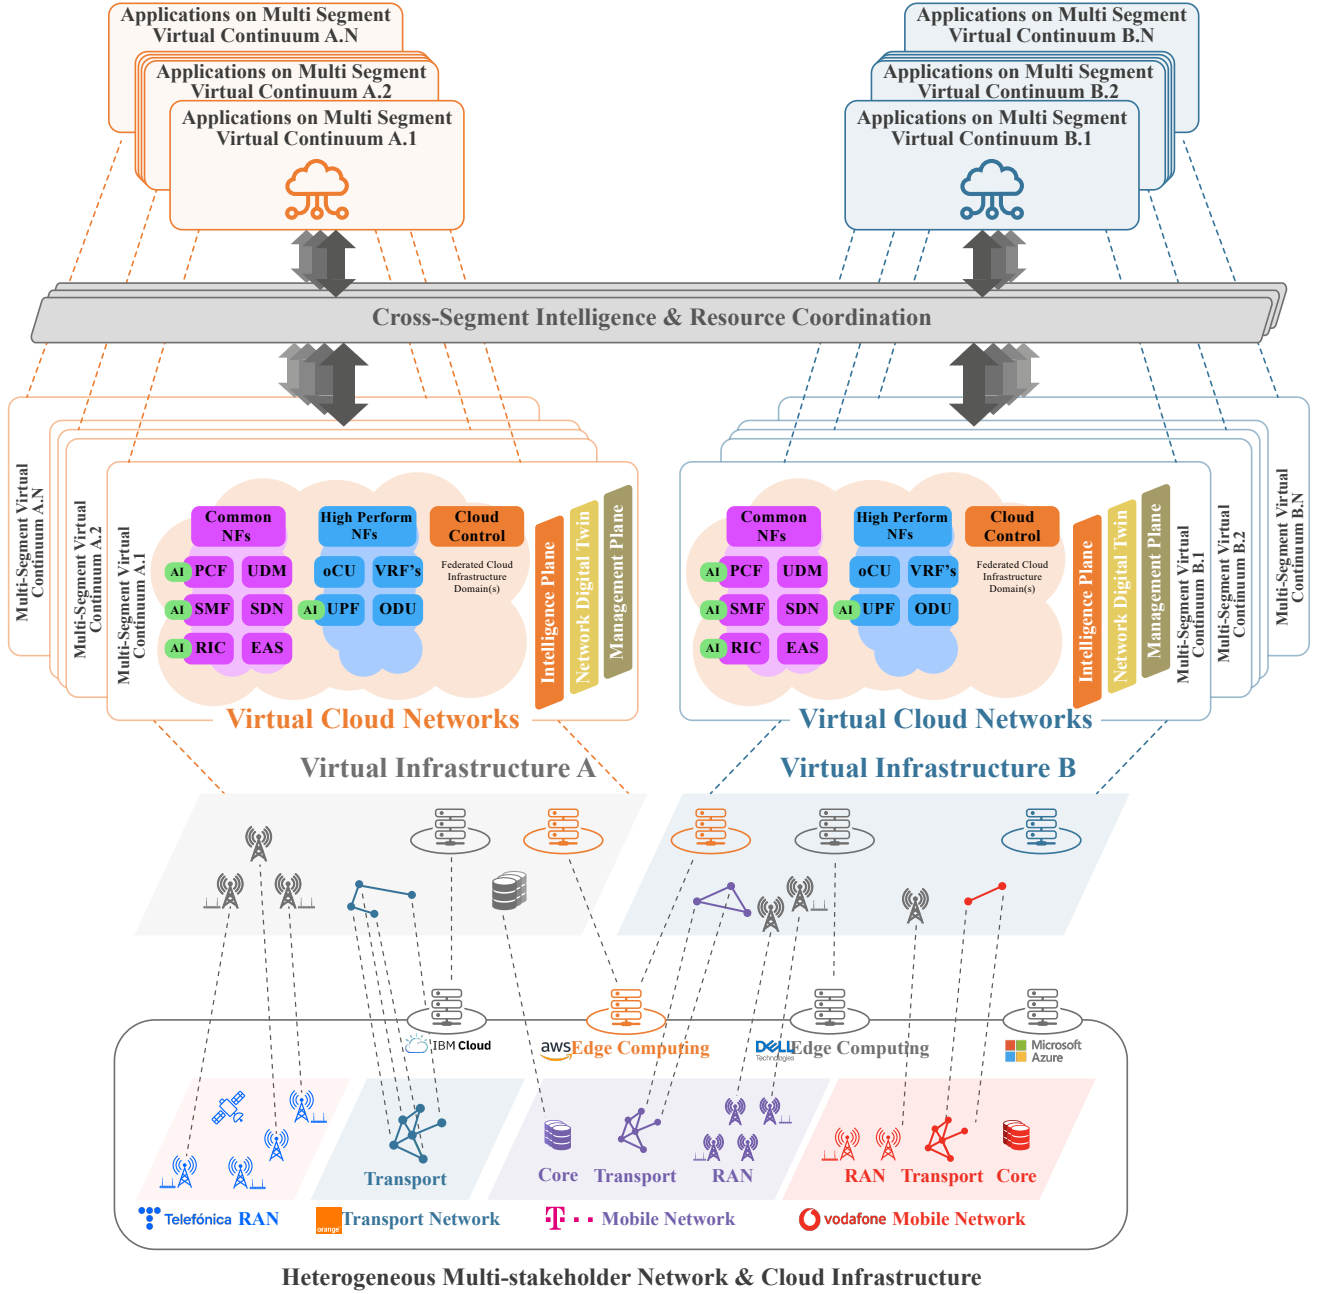 Applications on Multi Segment
Virtual Continuum A.N
Applications on Multi Segment
Virtual Continuum A.2
Applications on Multi Segment
Virtual Continuum A.1
Applications on Multi Segment
Virtual Continuum B.N
Applications on Multi Segment
Virtual Continuum B.2
Applications on Multi Segment
Virtual Continuum B.1
Cross-Segment Intelligence & Resource Coordination
Multi-Segment Virtual
Continuum A.N
Multi-Segment Virtual
Continuum A.2
Multi-Segment Virtual
Continuum A.1
Common
NFs
High Perform
NFs
Cloud
Control
AI PCF UDM
oCU VRF's
Federated Cloud
Infrastructure
Domain(s)
AI SMF SDN
AI UPF ODU
AI RIC EAS
Intelligence Plane
Network Digital Twin
Management Plane
Virtual Cloud Networks
Common
NFs
High Perform
NFs
Cloud
Control
AI PCF UDM
oCU VRF's
Federated Cloud
Infrastructure
Domain(s)
AI SMF SDN
AI UPF ODU
AI RIC EAS
Intelligence Plane
Network Digital Twin
Management Plane
Multi-Segment Virtual
Continuum B.1
Multi-Segment Virtual
Continuum B.2
Multi-Segment Virtual
Continuum B.N
Virtual Cloud Networks
Virtual Infrastructure A
Virtual Infrastructure B
IBM Cloud
aws Edge Computing
DELL
Technologies
Edge Computing
Microsoft
Azure
Transport
Core
Transport
RAN
RAN
Transport
Core
Telefónica RAN
orange
Transport Network
T Mobile Network
vodafone Mobile Network
Heterogeneous Multi-stakeholder Network & Cloud Infrastructure